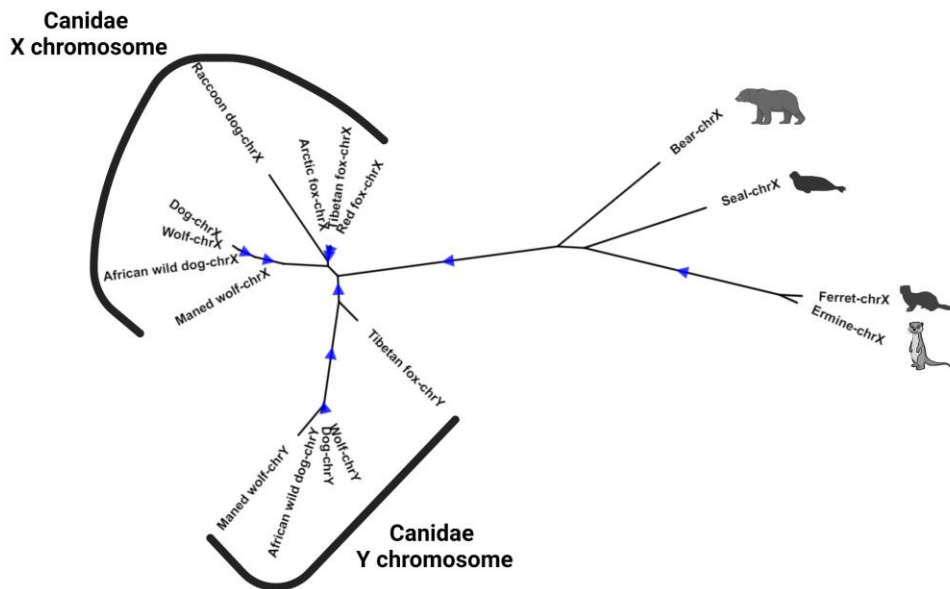 Canidae
X chromosome
Raccoon dog-chrX
Arctic fox-chrX
Tibetan fox-chrX
Red fox-chrX
Bear-chrX
Seal-chrX
Dog-chrX
Wolf-chrX
African wild dog-chrX
Maned wolf-chrX
Ferret-chrX
Ermine-chrX
Tibetan fox-chrY
Maned wolf-chrY
African wild dog-chrY
Dog-chrY
Wolf-chrY
Canidae
Y chromosome